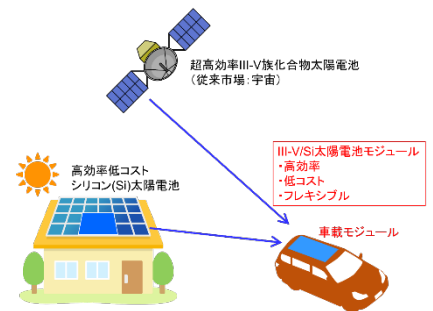 超高効率III-V族化合物太陽電池
（従来市場：宇宙）
III-V/Si太陽電池モジュール
・高効率
・低コスト
・フレキシブル
高効率低コスト
シリコン(Si)太陽電池
車載モジュール